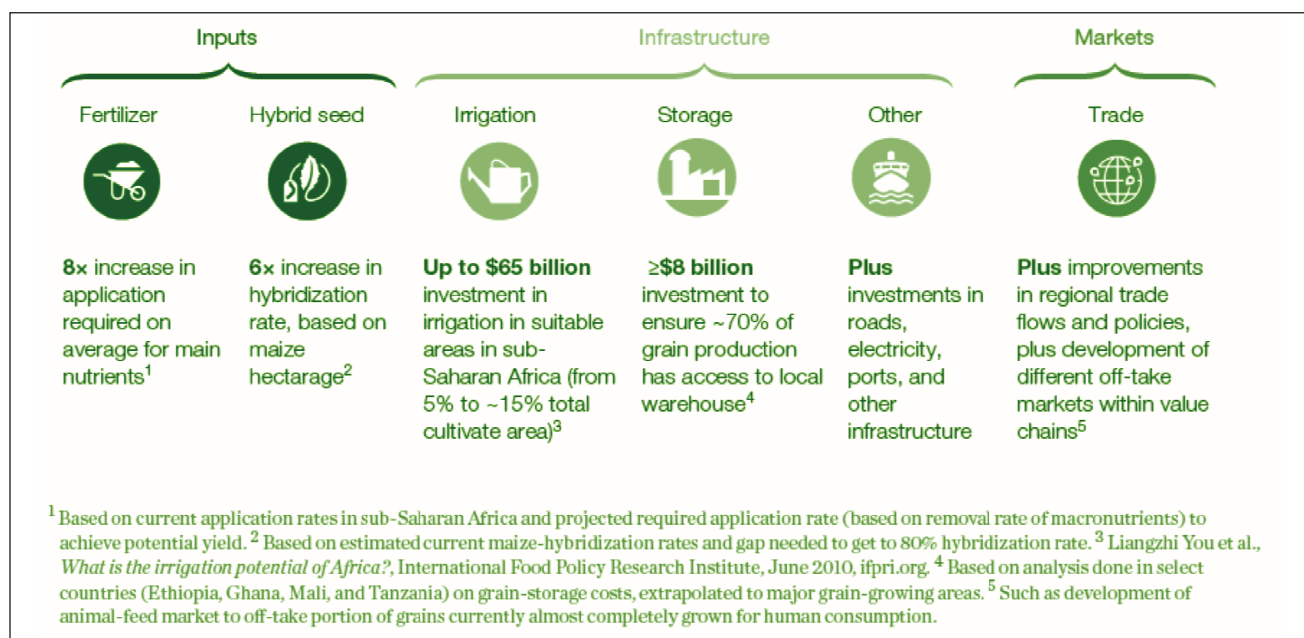 Inputs
Infrastructure
Markets
Fertilizer
Hybrid seed
Irrigation
Storage
Other
Trade
8× increase in
application
required on
average for main
nutrients1
6× increase in
hybridization
rate, based on
maize
hectarage2
Up to $65 billion
investment in
irrigation in suitable
areas in sub-
Saharan Africa (from
5% to ~15% total
cultivate area)3
≥$8 billion
investment to
ensure ~70% of
grain production
has access to local
warehouse4
Plus
investments in
roads,
electricity,
ports, and
other
infrastructure
Plus improvements
in regional trade
flows and policies,
plus development of
different off-take
markets within value
chains5
1 Based on current application rates in sub-Saharan Africa and projected required application rate (based on removal rate of macronutrients) to
achieve potential yield. 2 Based on estimated current maize-hybridization rates and gap needed to get to 80% hybridization rate. 3 Liangzhi You et al.,
What is the irrigation potential of Africa?, International Food Policy Research Institute, June 2010, ifpri.org. 4 Based on analysis done in select
countries (Ethiopia, Ghana, Mali, and Tanzania) on grain-storage costs, extrapolated to major grain-growing areas. 5 Such as development of
animal-feed market to off-take portion of grains currently almost completely grown for human consumption.